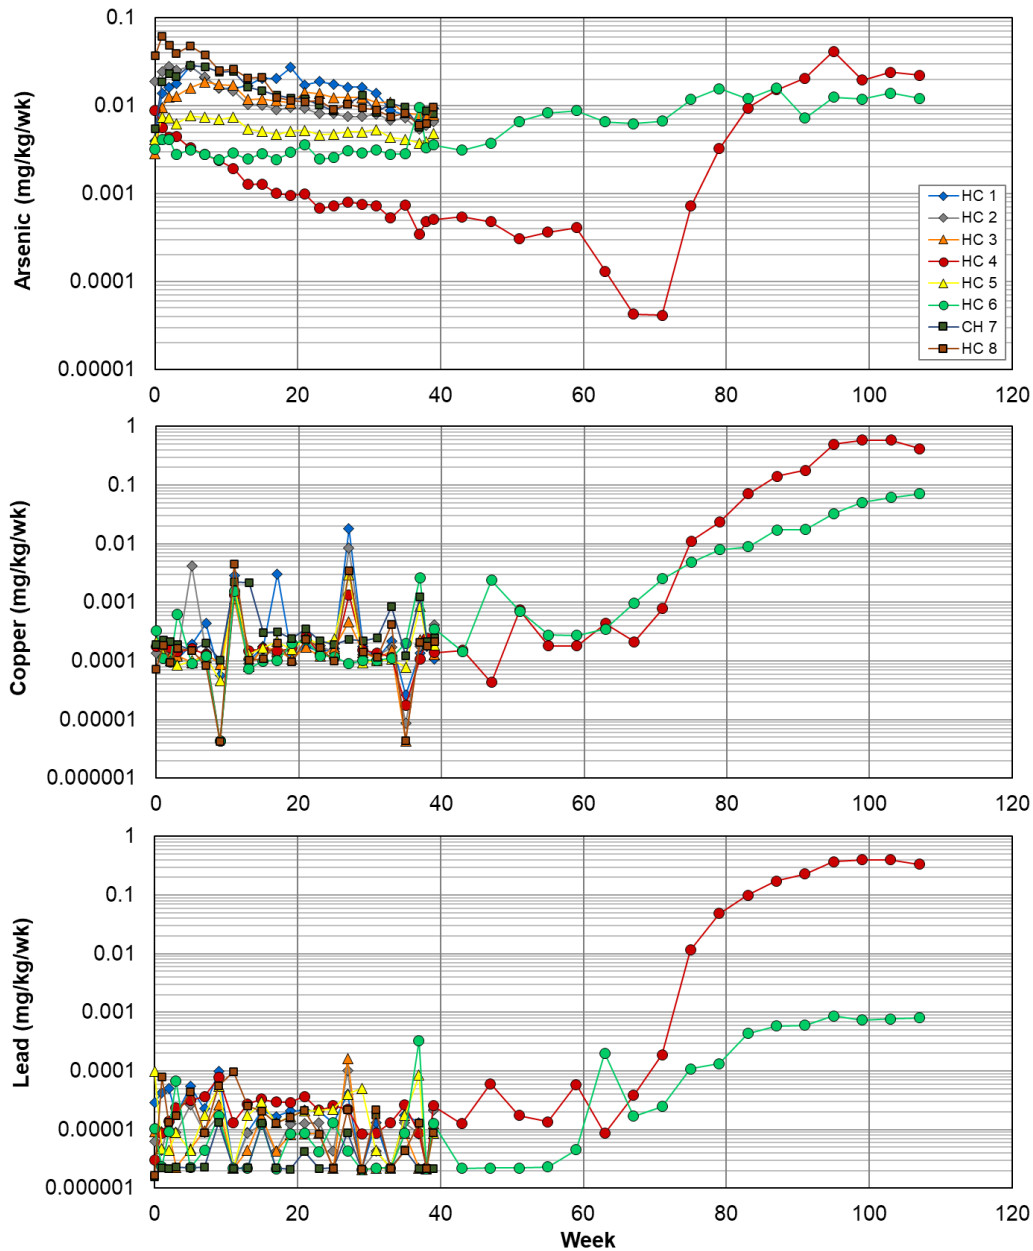 Arsenic (mg/kg/wk)
0.1
0.01
0.001
0.0001
0.00001
0 20 40 60 80 100 120
HC 1
HC 2
HC 3
HC 4
HC 5
HC 6
CH 7
HC 8
Copper (mg/kg/wk)
1
0.1
0.01
0.001
0.0001
0.00001
0.000001
0 20 40 60 80 100 120
Lead (mg/kg/wk)
1
0.1
0.01
0.001
0.0001
0.00001
0.000001
0 20 40 60 80 100 120
Week